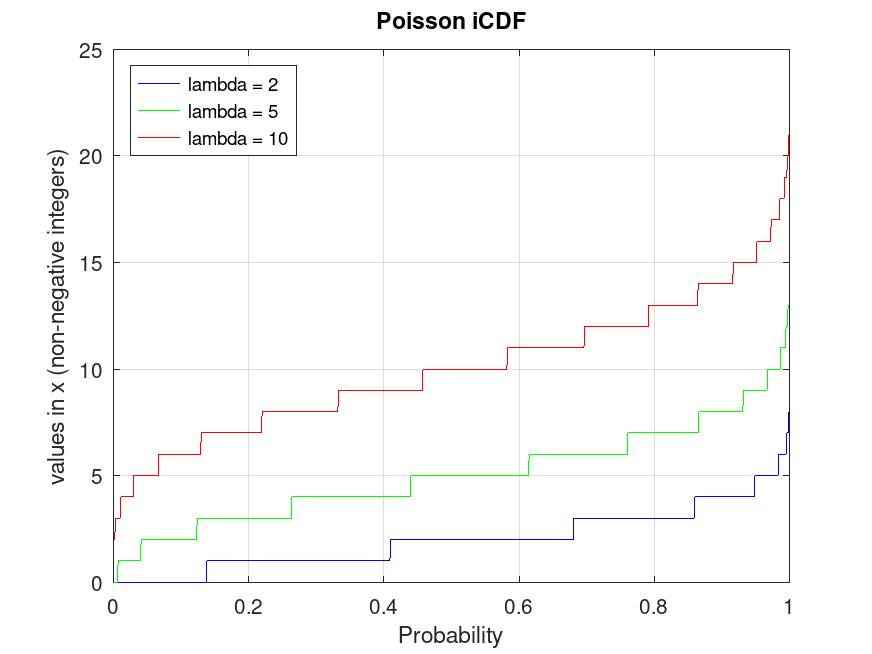 Poisson iCDF
25
lambda = 2
lambda = 5
lambda = 10
20
15
10
5
0
values in x (non-negative integers)
0
0.2
0.4
0.6
0.8
1
Probability